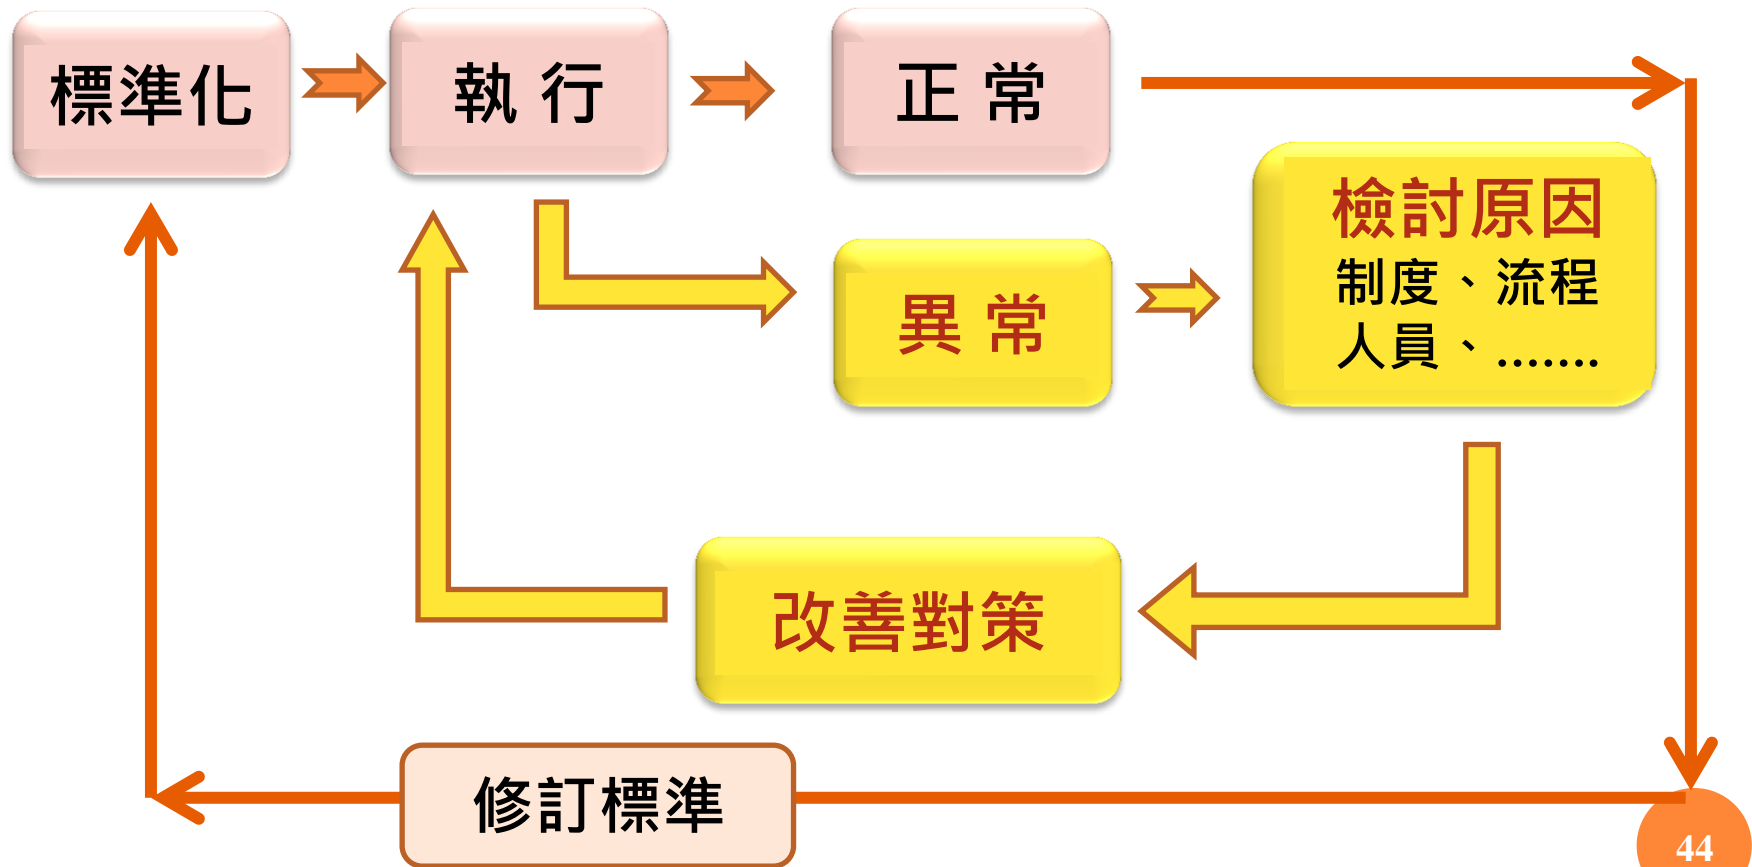 標準化
執行
正常
檢討原因
制度、流程
人員、.......
異常
改善對策
修訂標準
44